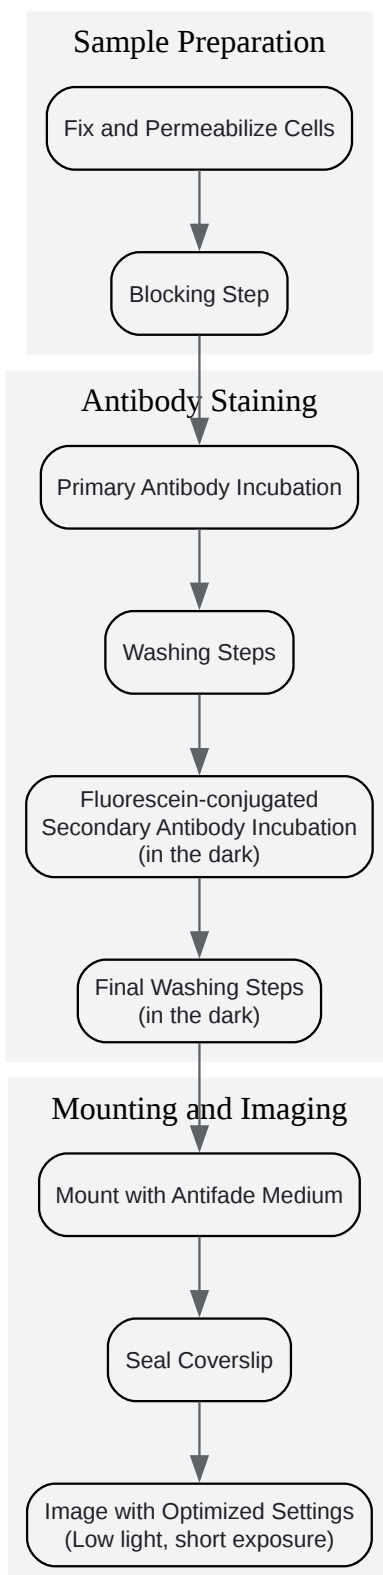 Sample Preparation
Fix and Permeabilize Cells
Blocking Step
Antibody Staining
Primary Antibody Incubation
Washing Steps
Fluorescein-conjugated
Secondary Antibody Incubation
(in the dark)
Final Washing Steps
(in the dark)
Mounting and Imaging
Mount with Antifade Medium
Seal Coverslip
Image with Optimized Settings
(Low light, short exposure)